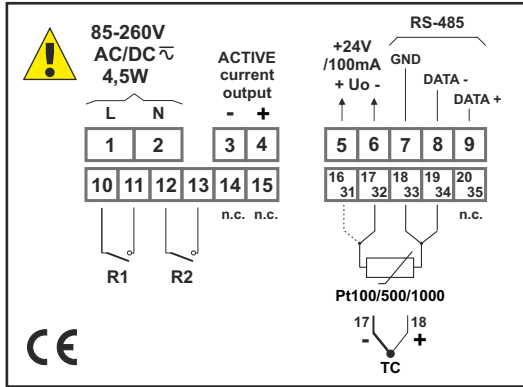 85-260V
AC/DC
4,5W
L N
ACTIVE
current
output
- +
+24V
/100mA
+ Uo -
RS-485
GND
DATA -
DATA +
1 2 3 4 5 6 7 8 9
10 11 12 13 14 15
16 31 17 32 18 33 19 34 20 35
n.c. n.c. n.c.
R1 R2
Pt100/500/1000
17 18
- +
TC
CE